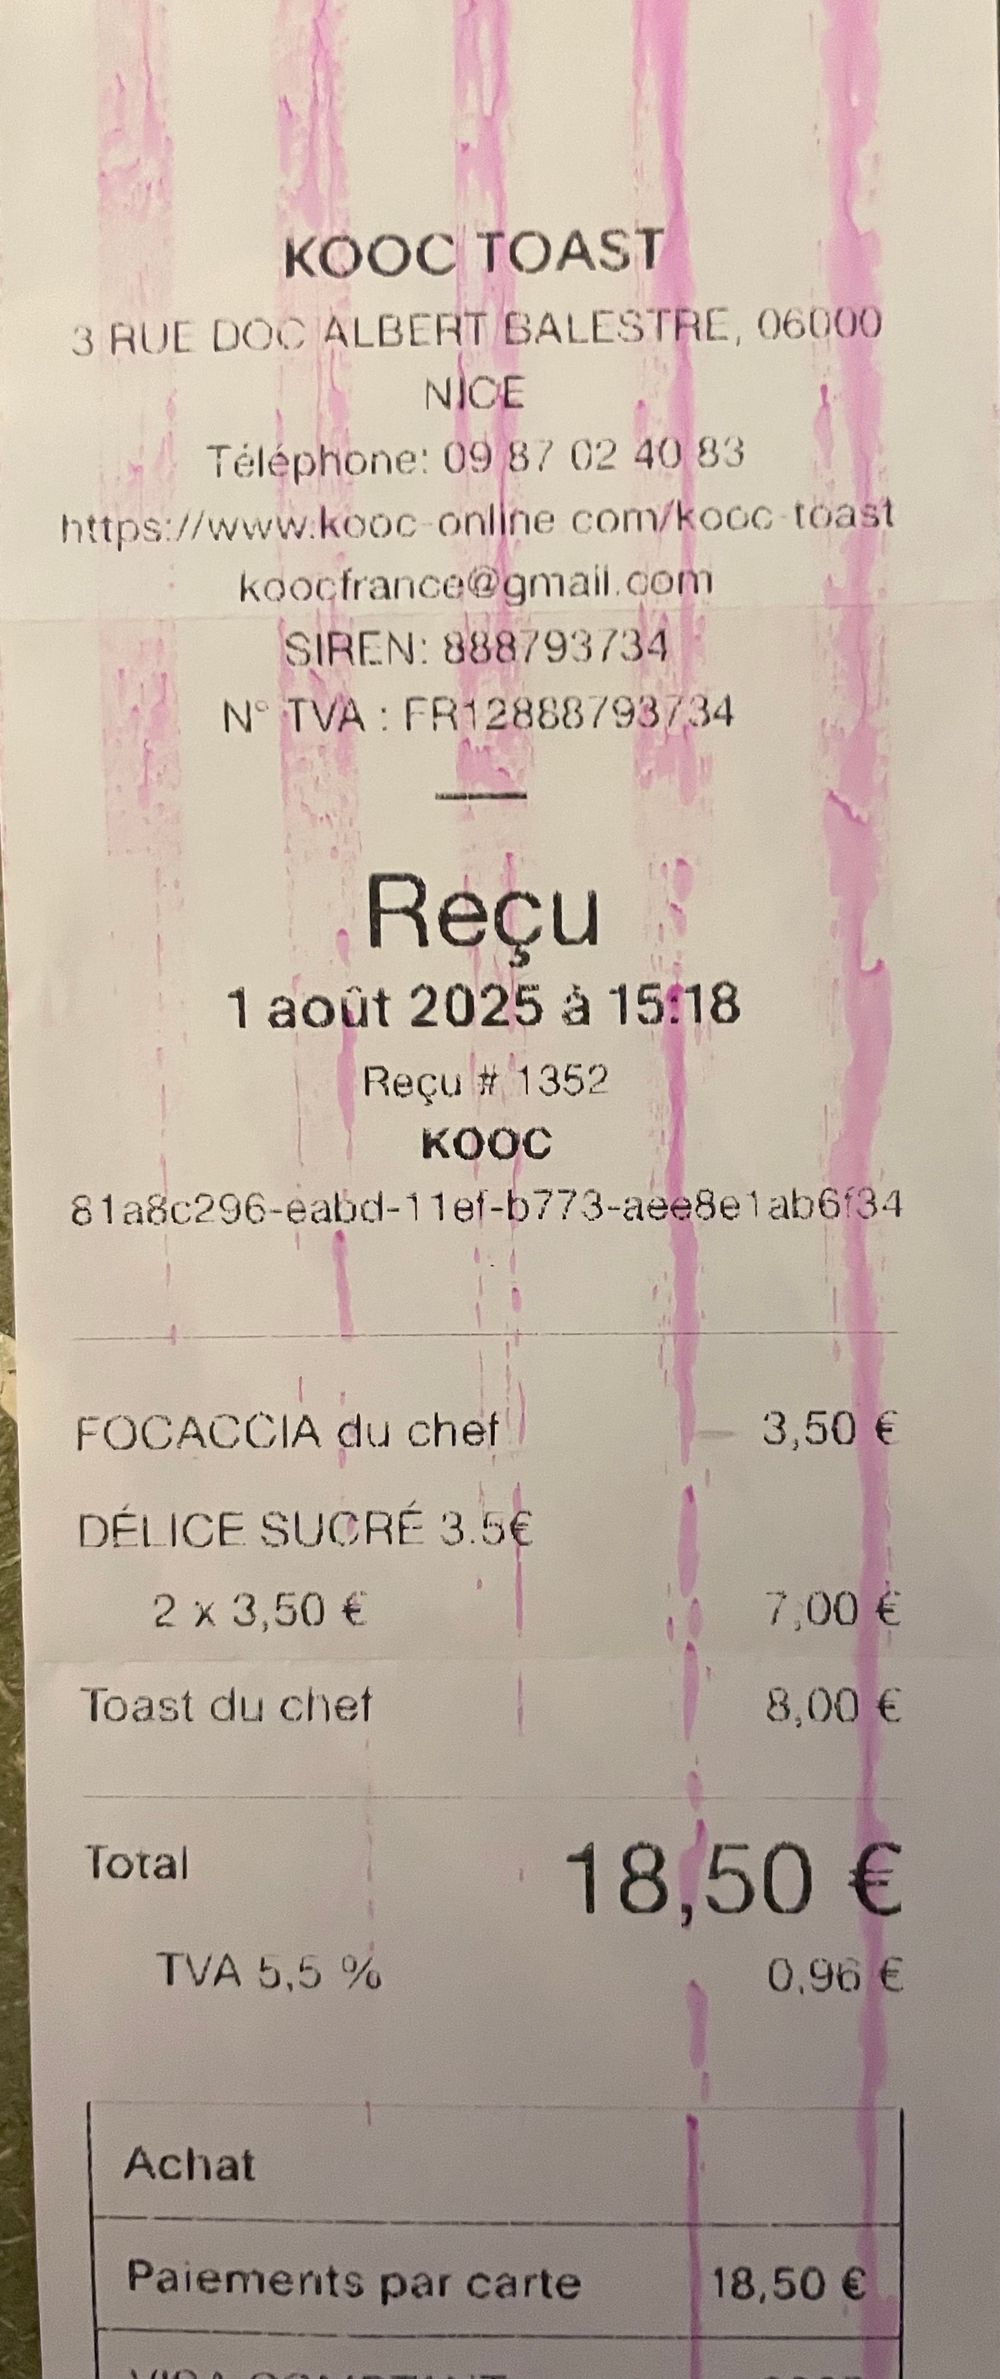 KOOC TOAST
3 RUE DOC ALBERT BALESTRE, 06000
NICE
Téléphone: 09 87 02 40 83
https://www.kooc-online.com/kooc-toast
koocfrance@gmail.com
SIREN: 888793734
N° TVA : FR12888793734
Reçu
1 août 2025 à 15:18
Reçu # 1352
KOOC
81a8c296-eabd-11ef-b773-aee8e1ab6f34
FOCACCIA du chef 3,50 €
DÉLICE SUCRÉ 3.5€
2 x 3,50 € 7,00 €
Toast du chef 8,00 €
Total 18,50 €
TVA 5,5 % 0,96 €
Achat
Paiements par carte 18,50 €